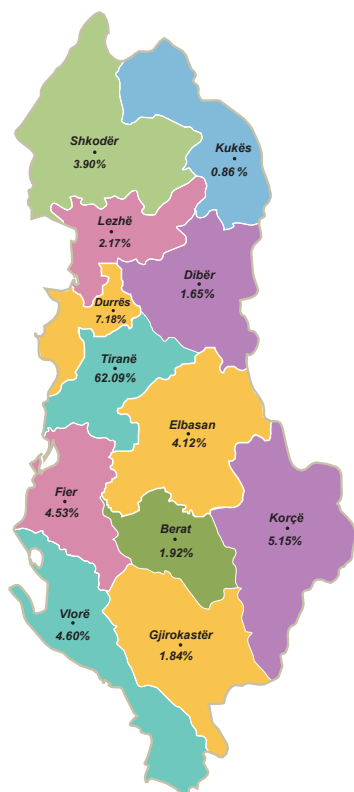 Shkodër
3.90%
Kukës
0.86%
Lezhë
2.17%
Dibër
1.65%
Durrës
7.18%
Tiranë
62.09%
Elbasan
4.12%
Fier
4.53%
Korçë
5.15%
Berat
1.92%
Vlorë
4.60%
Gjirokastër
1.84%